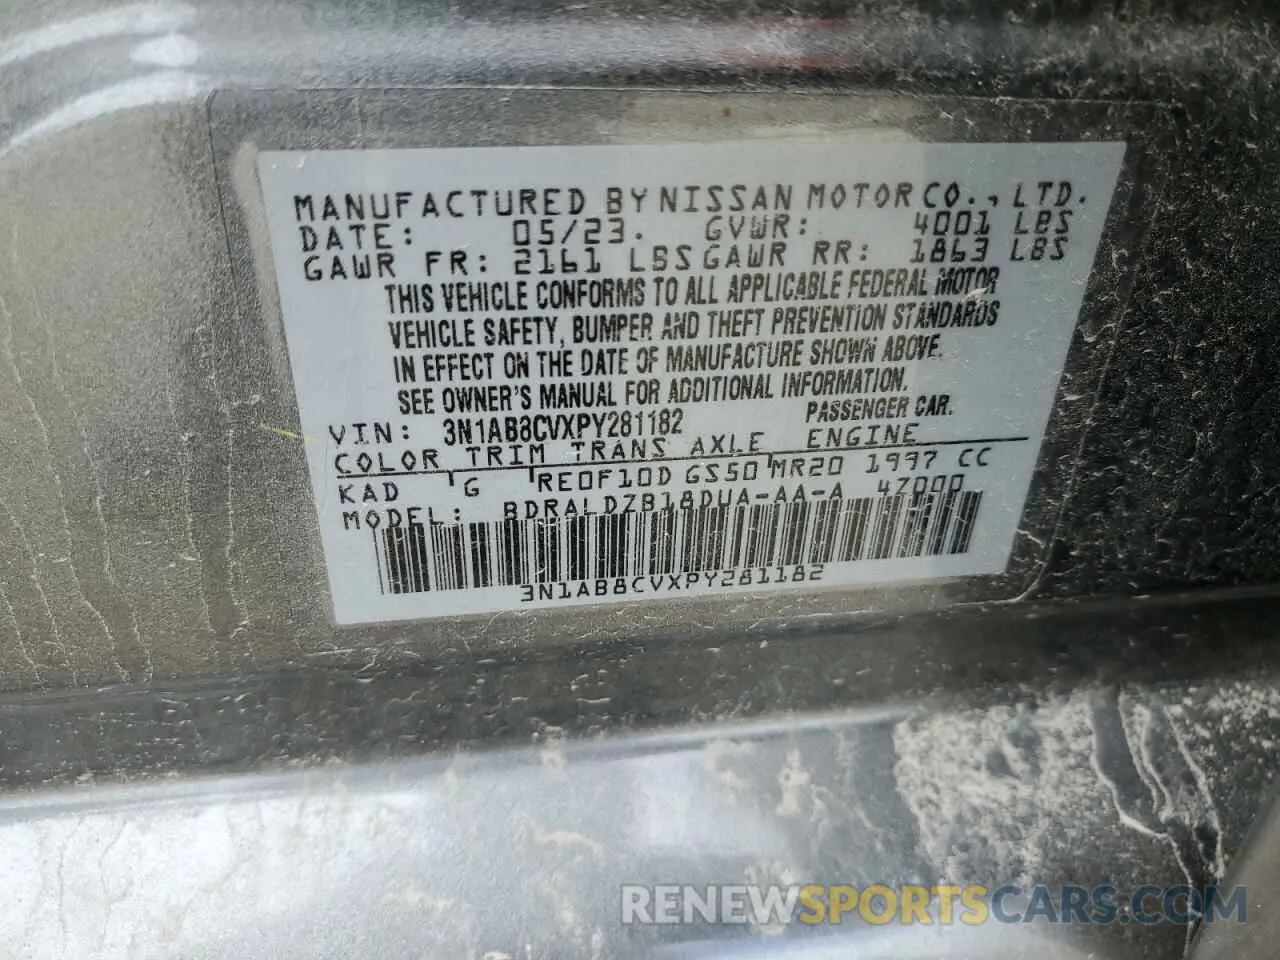 MANUFACTURED BY NISSAN MOTOR CO., LTD.
DATE: 05/23. GVWR: 4001 LBS
GAWR FR: 2161 LBS GAWR RR: 1863 LBS
THIS VEHICLE CONFORMS TO ALL APPLICABLE FEDERAL MOTOR
VEHICLE SAFETY, BUMPER AND THEFT PREVENTION STANDARDS
IN EFFECT ON THE DATE OF MANUFACTURE SHOWN ABOVE.
SEE OWNER'S MANUAL FOR ADDITIONAL INFORMATION.
VIN: 3N1AB8CVXPY281182 PASSENGER CAR.
COLOR TRIM TRANS AXLE ENGINE
KAD G RE0F10D GS50 MR20 1997 CC
MODEL: BDRALDZB18DUA-AA-A 47000
3N1AB8CVXPY281182
RENEWSPORTSCARS.COM